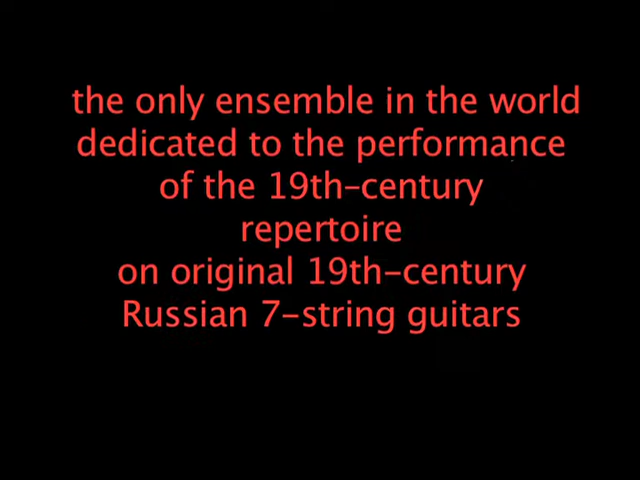 the only ensemble in the world
dedicated to the performance
of the 19th-century
repertoire
on original 19th-century
Russian 7-string guitars